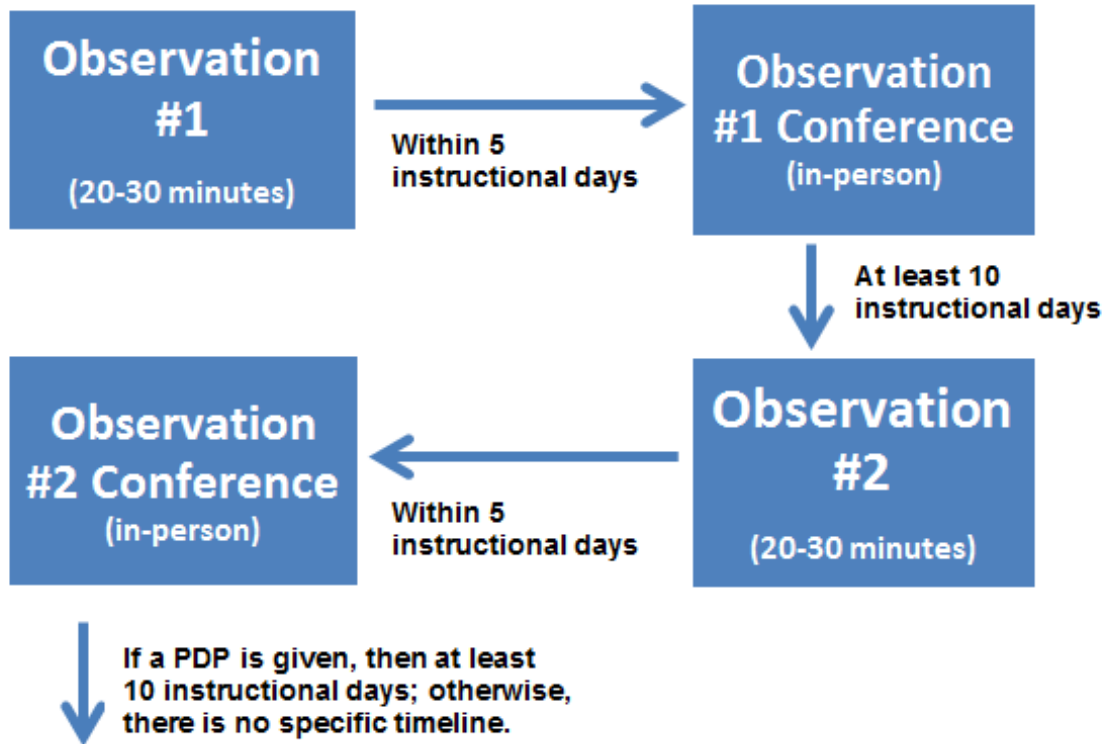 Observation
#1
(20-30 minutes)
Within 5
instructional days
Observation
#1 Conference
(in-person)
At least 10
instructional days
Observation
#2
(20-30 minutes)
Within 5
instructional days
Observation
#2 Conference
(in-person)
If a PDP is given, then at least
10 instructional days; otherwise,
there is no specific timeline.